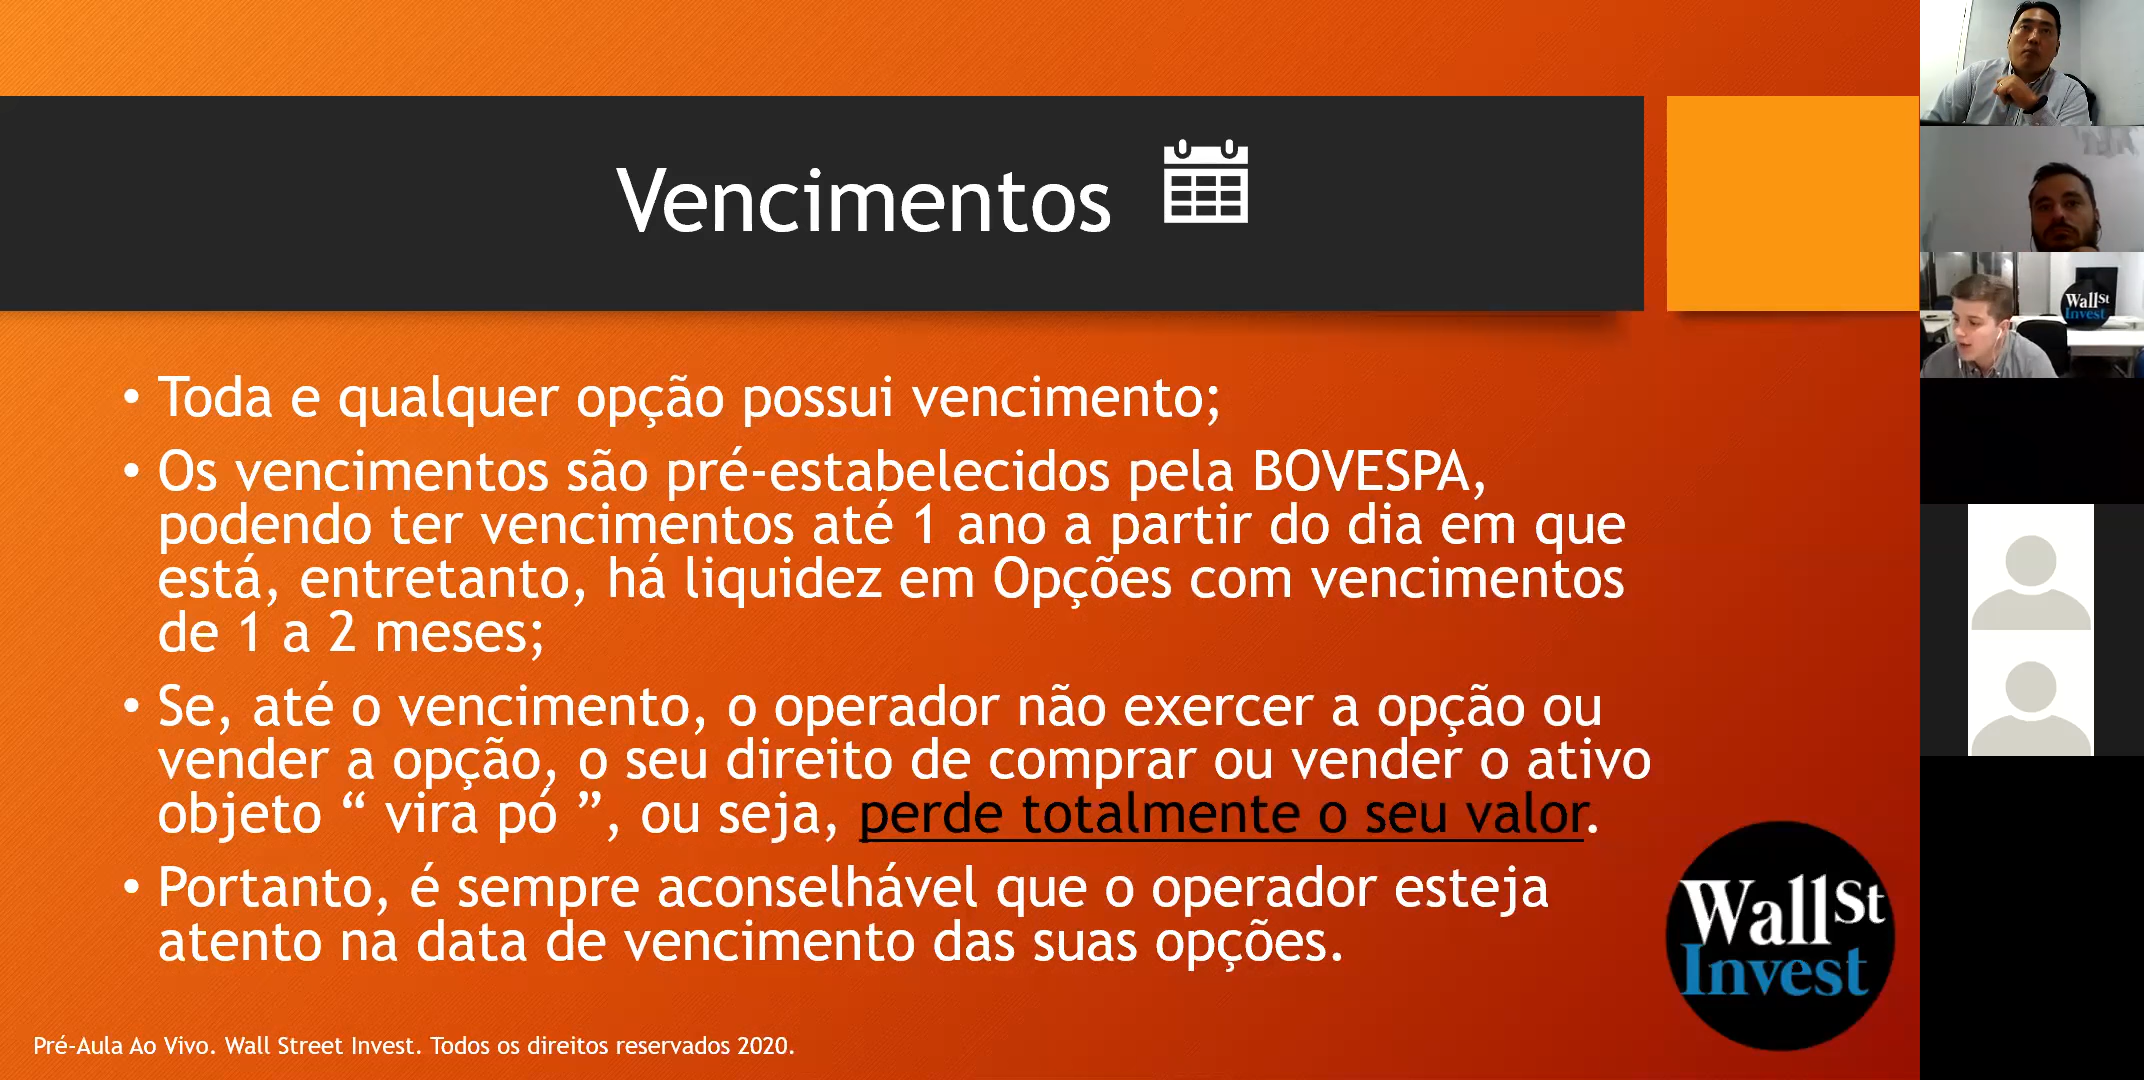 Vencimentos
• Toda e qualquer opção possui vencimento;
• Os vencimentos são pré-estabelecidos pela BOVESPA,
podendo ter vencimentos até 1 ano a partir do dia em que
está, entretanto, há liquidez em Opções com vencimentos
de 1 a 2 meses;
• Se, até o vencimento, o operador não exercer a opção ou
vender a opção, o seu direito de comprar ou vender o ativo
objeto “ vira pó ”, ou seja, perde totalmente o seu valor.
• Portanto, é sempre aconselhável que o operador esteja
atento na data de vencimento das suas opções.
Wall St
Invest
Pré-Aula Ao Vivo. Wall Street Invest. Todos os direitos reservados 2020.
Wall St
Invest